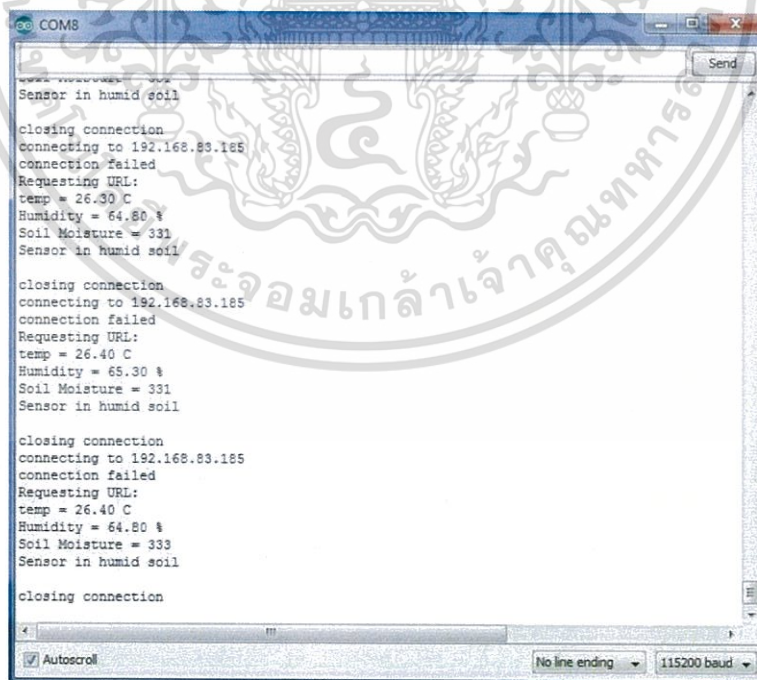 COM8
Send
Sensor in humid soil
closing connection
connecting to 192.168.83.185
connection failed
Requesting URL:
temp = 26.30 C
Humidity = 64.80 %
Soil Moisture = 331
Sensor in humid soil
closing connection
connecting to 192.168.83.185
connection failed
Requesting URL:
temp = 26.40 C
Humidity = 65.30 %
Soil Moisture = 331
Sensor in humid soil
closing connection
connecting to 192.168.83.185
connection failed
Requesting URL:
temp = 26.40 C
Humidity = 64.80 %
Soil Moisture = 333
Sensor in humid soil
closing connection
Autoscroll
No line ending
115200 baud